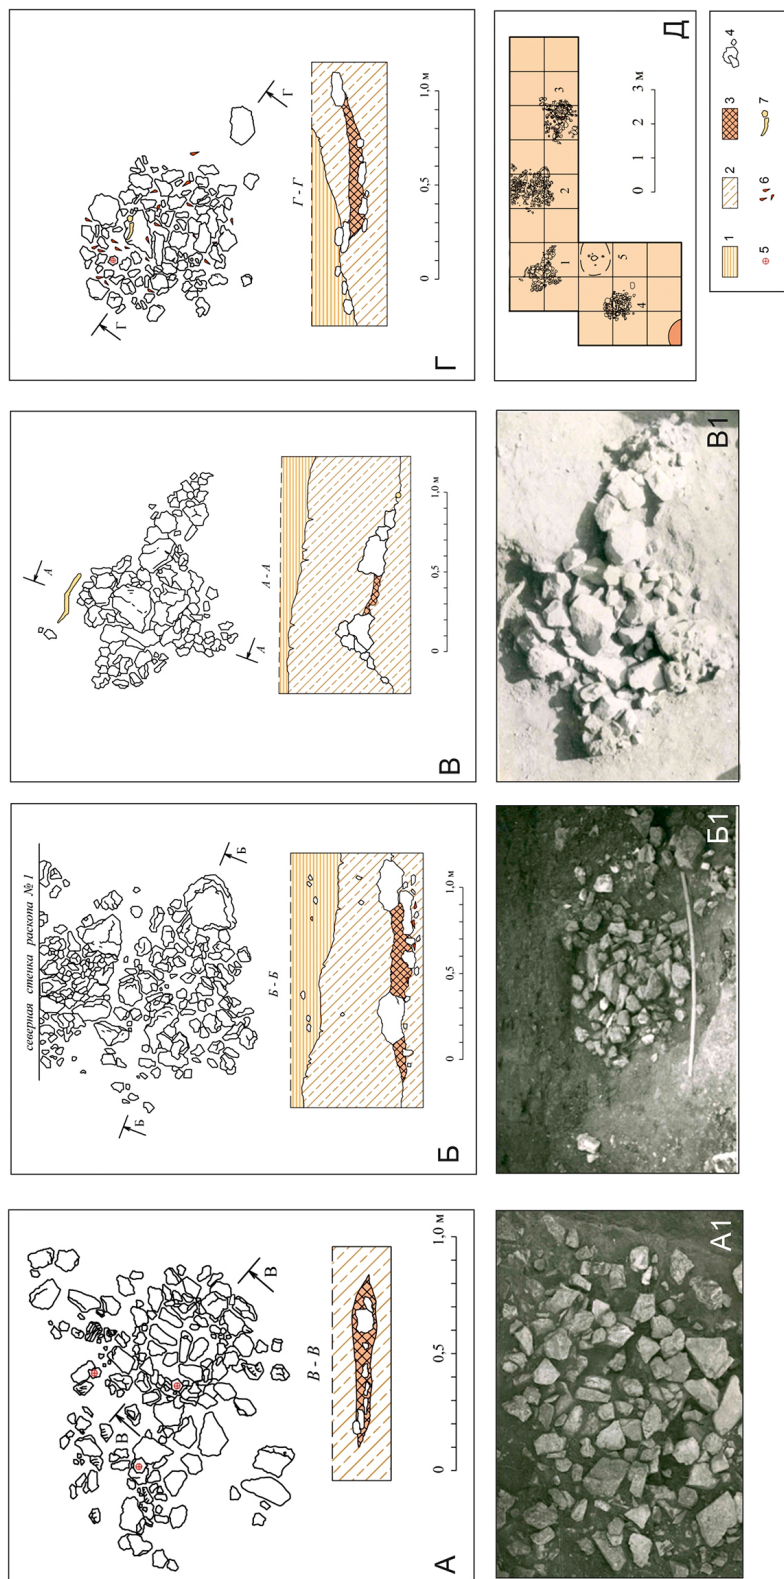 В
В
В - В
0 0,5 1,0 м
А
северная стенка раскопа № 1
Б
Б
Б - Б
0 0,5 1,0 м
Б
А
А
А - А
0 0,5 1,0 м
В
Г
Г
Г - Г
0 0,5 1,0 м
Г
А1
Б1
В1
1
2
3
4
5
0 1 2 3 м
Д
1 2 3 4
5 6 7